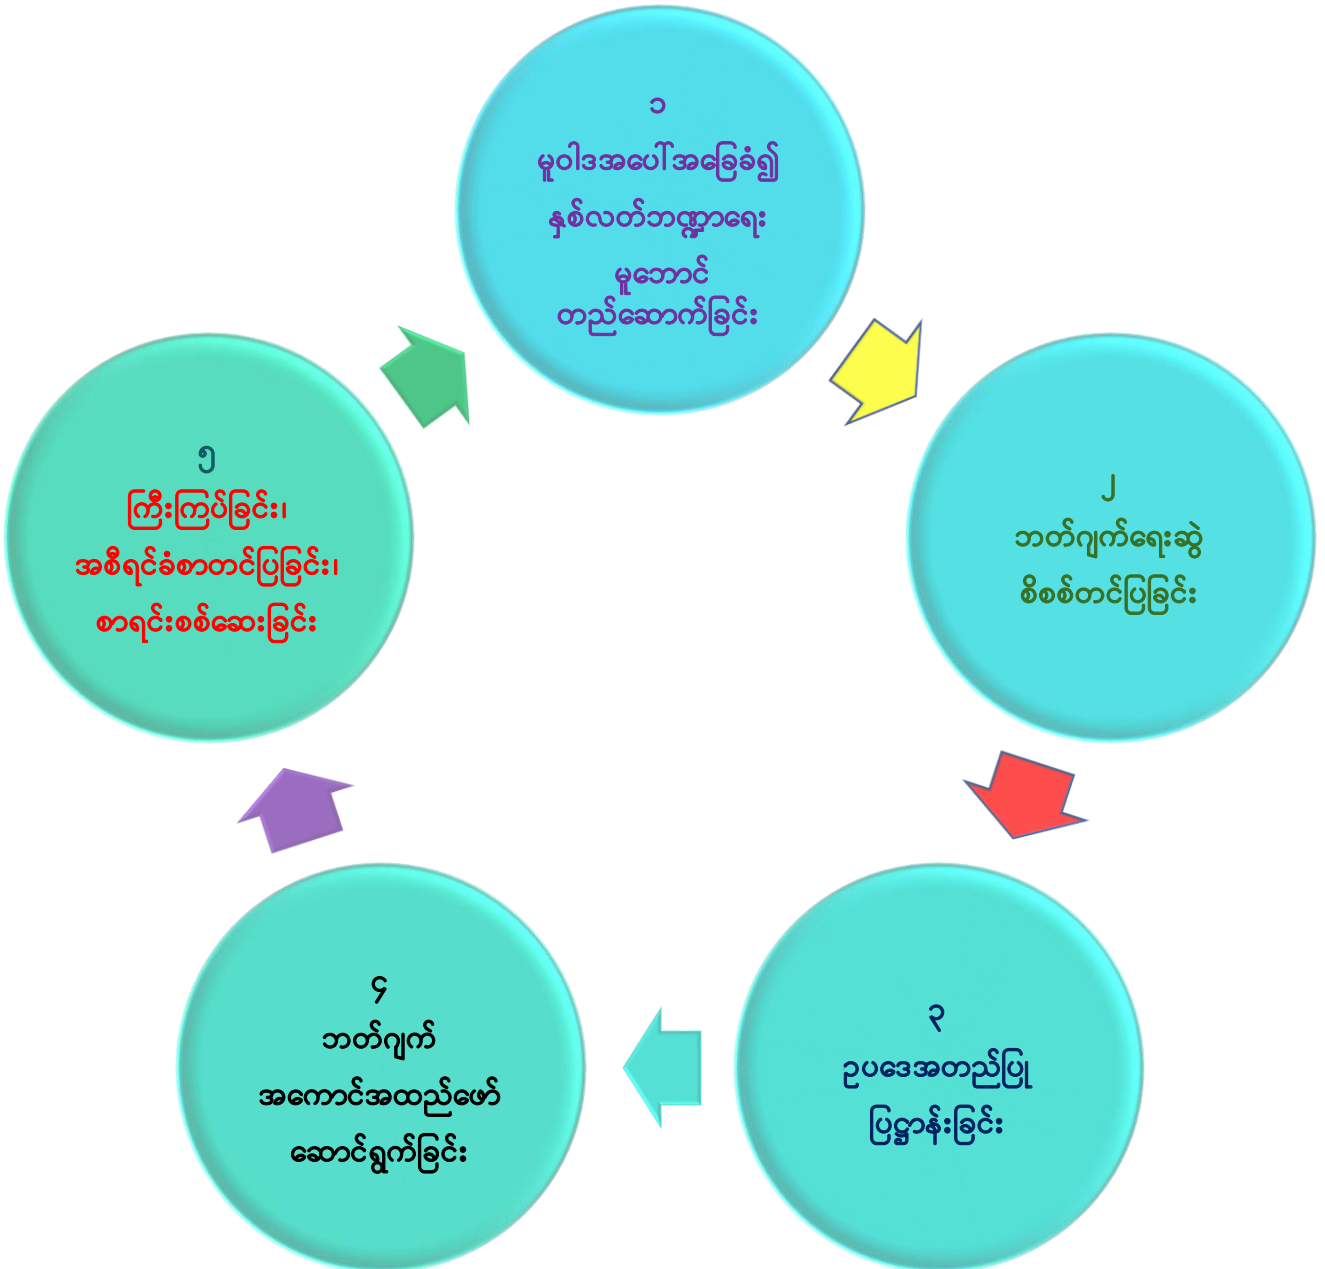 ၁
မူဝါဒအပေါ်အခြေခံ၍
နှစ်လတ်ဘဏ္ဍာရေး
မူဘောင်
တည်ဆောက်ခြင်း
၂
ဘတ်ဂျက်ရေးဆွဲ
စိစစ်တင်ပြခြင်း
၃
ဥပဒေအတည်ပြု
ပြဋ္ဌာန်းခြင်း
၄
ဘတ်ဂျက်
အကောင်အထည်ဖော်
ဆောင်ရွက်ခြင်း
၅
ကြီးကြပ်ခြင်း၊
အစီရင်ခံစာတင်ပြခြင်း၊
စာရင်းစစ်ဆေးခြင်း